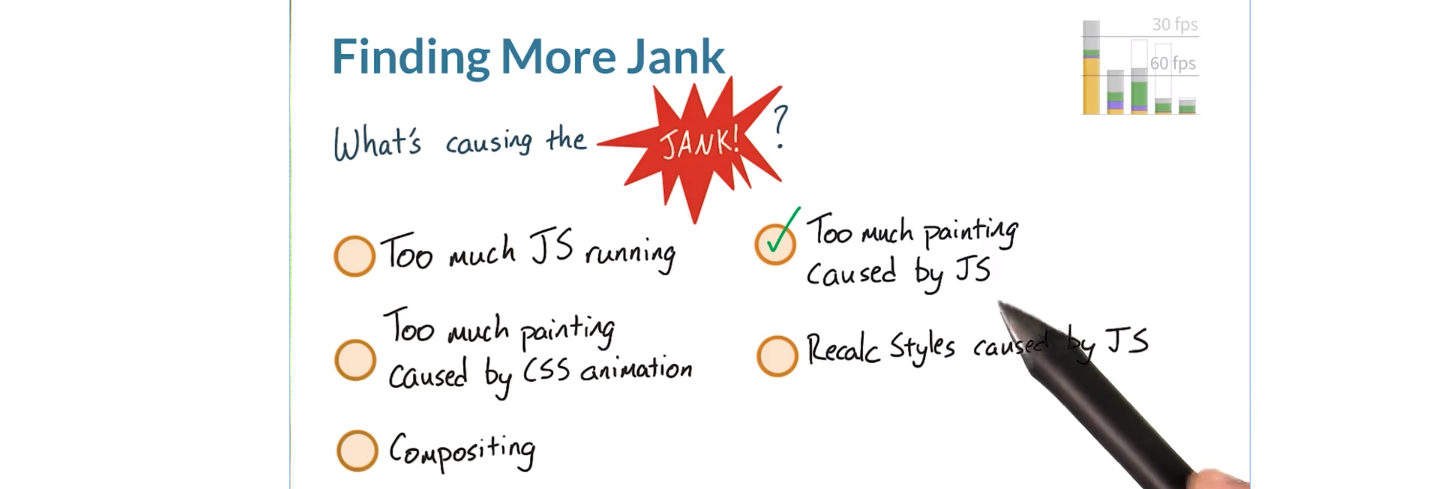 Finding More Jank
30 fps
60 fps
What's causing the JANK! ?
Too much JS running
Too much painting
caused by CSS animation
Compositing
Too much painting
caused by JS
Recalc Styles caused by JS